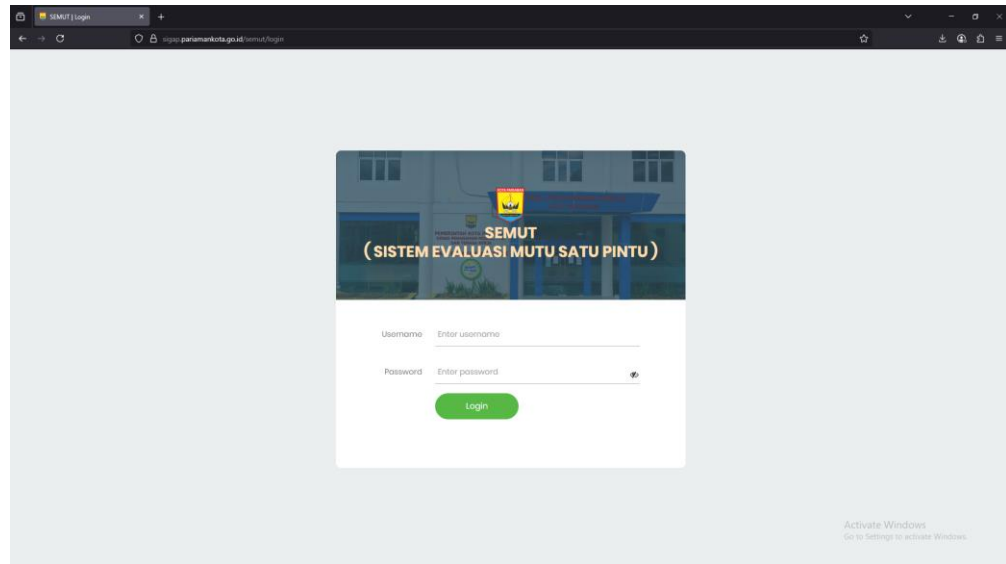 SEMUT | Login
sigap.pariamankota.go.id/semut/login
SEMUT
( SISTEM EVALUASI MUTU SATU PINTU )
Username
Enter username
Password
Enter password
Login
Activate Windows
Go to Settings to activate Windows.